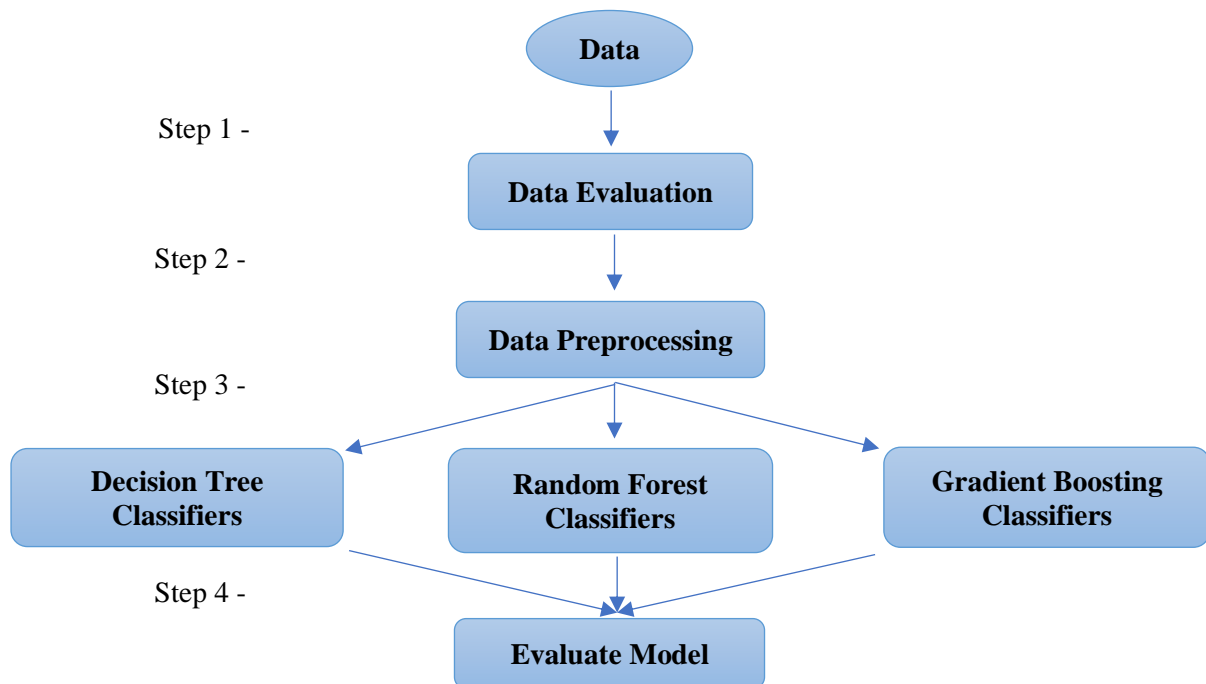 Data
Step 1 -
Data Evaluation
Step 2 -
Data Preprocessing
Step 3 -
Decision Tree
Classifiers
Random Forest
Classifiers
Gradient Boosting
Classifiers
Step 4 -
Evaluate Model